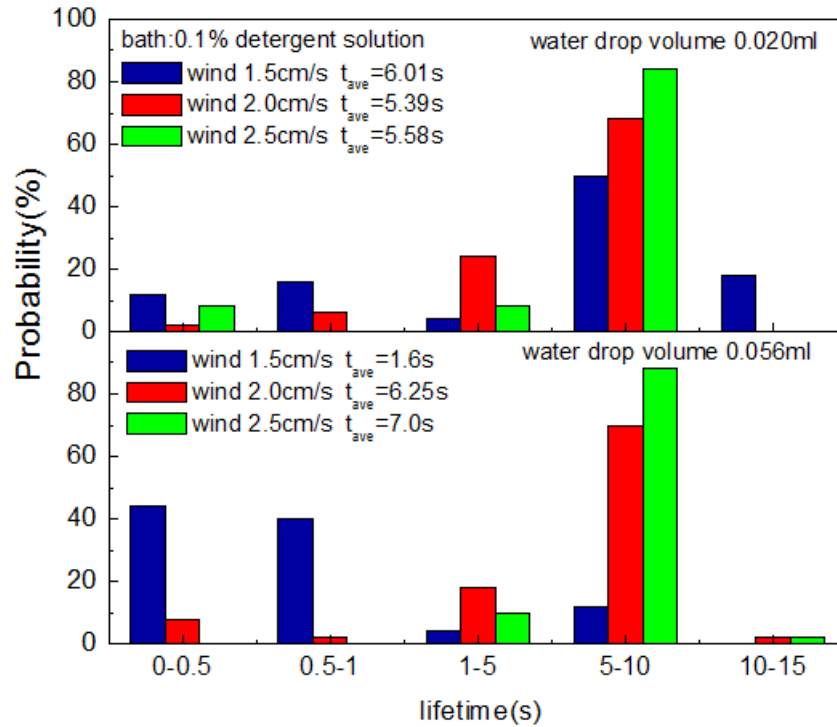 100
bath:0.1% detergent solution
water drop volume 0.020ml
wind 1.5cm/s t_ave=6.01s
80
wind 2.0cm/s t_ave=5.39s
wind 2.5cm/s t_ave=5.58s
60
40
20
0
wind 1.5cm/s t_ave=1.6s
water drop volume 0.056ml
wind 2.0cm/s t_ave=6.25s
80
wind 2.5cm/s t_ave=7.0s
60
40
20
0
Probability(%)
0-0.5 0.5-1 1-5 5-10 10-15
lifetime(s)